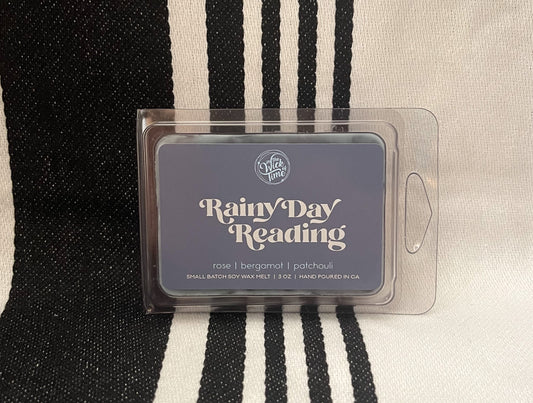 the
Wick of
Time
Rainy Day
Reading
rose | bergamot | patchouli
SMALL BATCH SOY WAX MELT | 3 OZ | HAND POURED IN GA